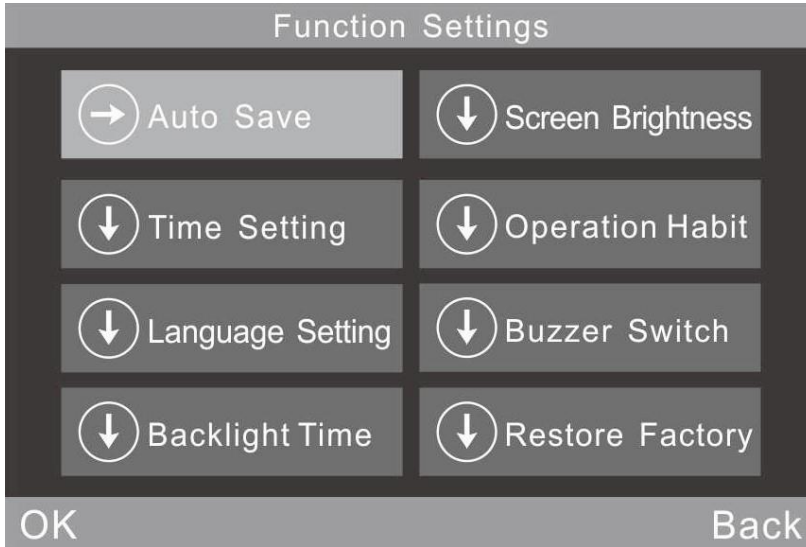 Function Settings
Auto Save
Screen Brightness
Time Setting
Operation Habit
Language Setting
Buzzer Switch
Backlight Time
Restore Factory
OK
Back